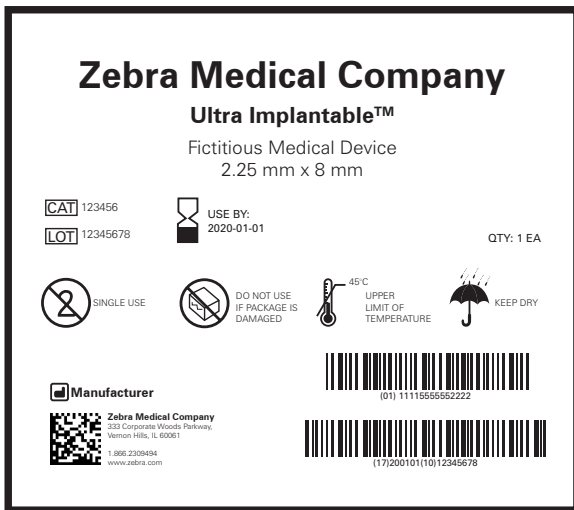 Zebra Medical Company
Ultra Implantable™
Fictitious Medical Device
2.25 mm x 8 mm
CAT 123456
LOT 12345678
USE BY:
2020-01-01
QTY: 1 EA
2
SINGLE USE
DO NOT USE
IF PACKAGE IS
DAMAGED
45°C
UPPER
LIMIT OF
TEMPERATURE
KEEP DRY
(01) 11115555552222
Manufacturer
Zebra Medical Company
333 Corporate Woods Parkway,
Vernon Hills, IL 60061
1.866.2309494
www.zebra.com
(17)200101(10)12345678